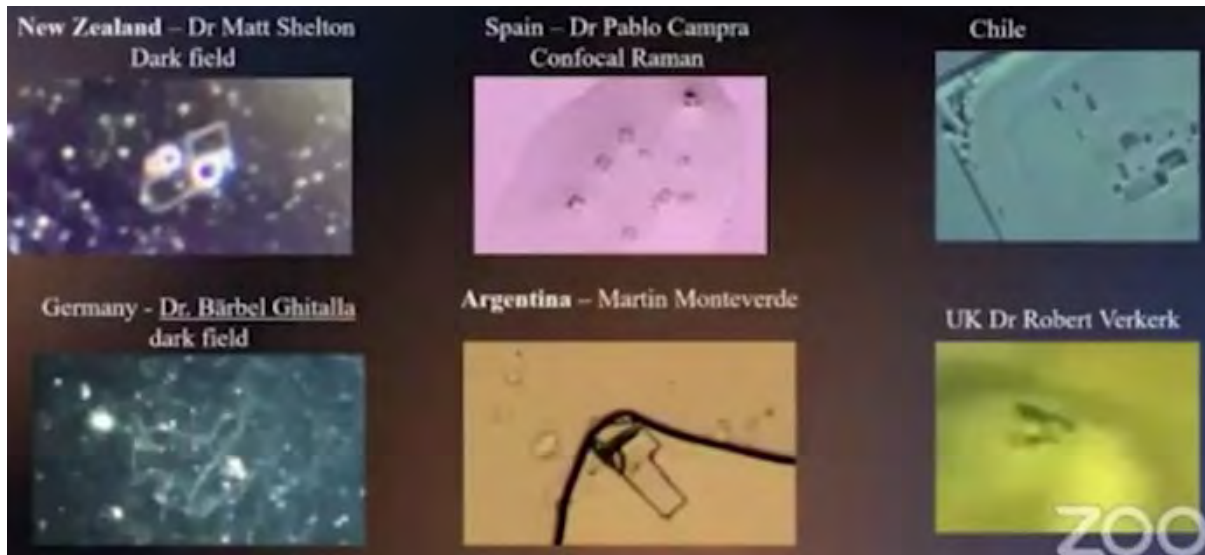 New Zealand – Dr Matt Shelton
Dark field
Spain – Dr Pablo Campra
Confocal Raman
Chile
Germany - Dr. Bärbel Ghitalla
dark field
Argentina – Martin Monteverde
UK Dr Robert Verkerk
ZOO